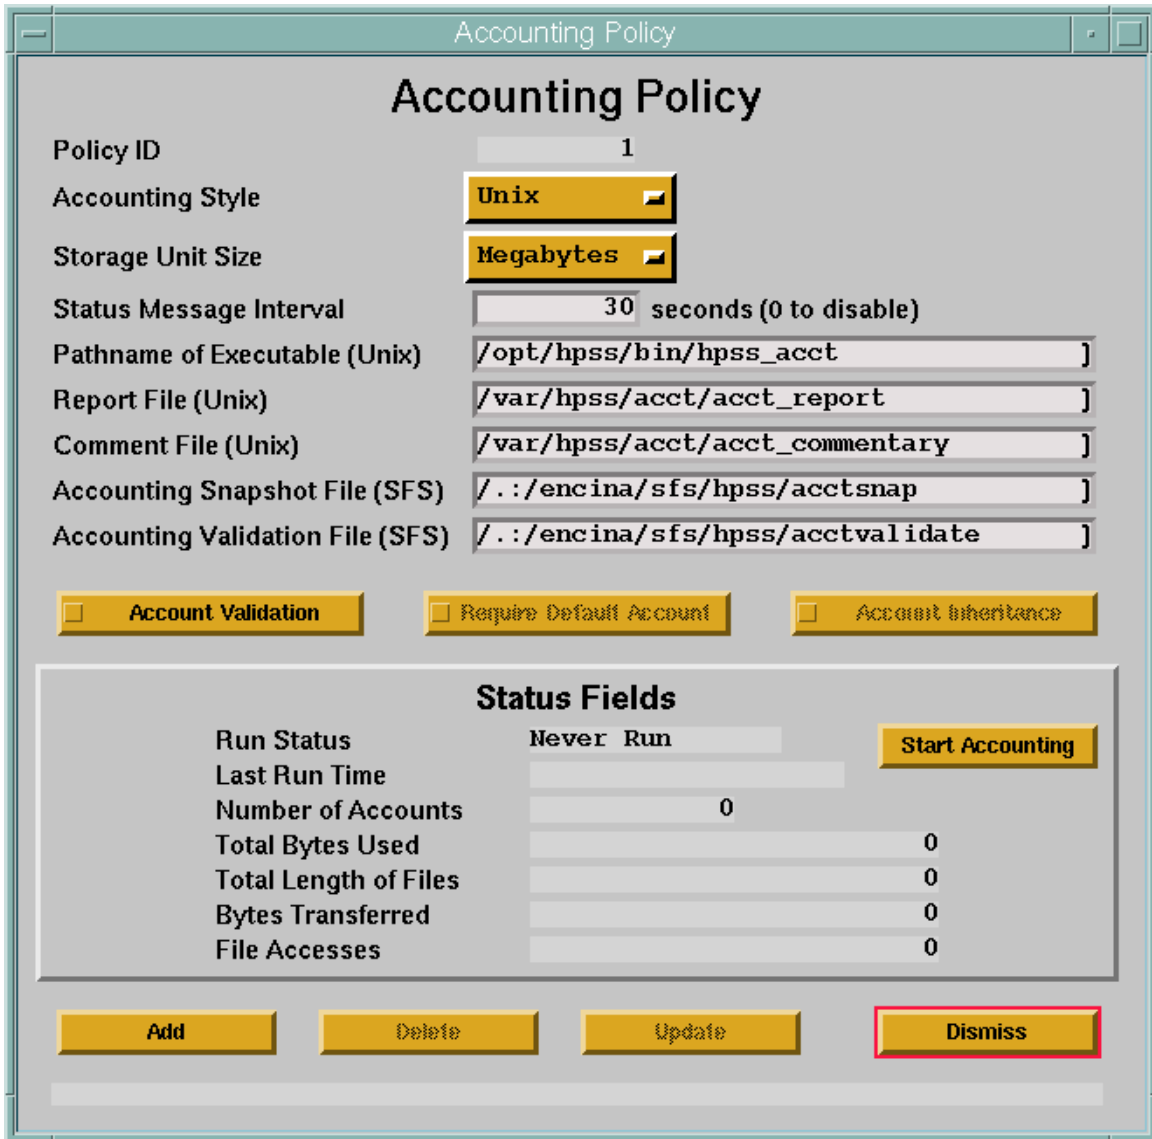 Accounting Policy
Accounting Policy
Policy ID 1
Accounting Style Unix
Storage Unit Size Megabytes
Status Message Interval 30 seconds (0 to disable)
Pathname of Executable (Unix) /opt/hpss/bin/hpss_acct ]
Report File (Unix) /var/hpss/acct/acct_report ]
Comment File (Unix) /var/hpss/acct/acct_commentary ]
Accounting Snapshot File (SFS) /.:/encina/sfs/hpss/acctsnap ]
Accounting Validation File (SFS) /.:/encina/sfs/hpss/acctvalidate ]
Account Validation Require Default Account Account Inheritance
Status Fields
Run Status Never Run Start Accounting
Last Run Time
Number of Accounts 0
Total Bytes Used 0
Total Length of Files 0
Bytes Transferred 0
File Accesses 0
Add Delete Update Dismiss